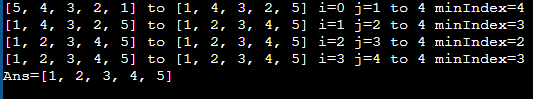 [5, 4, 3, 2, 1] to [1, 4, 3, 2, 5] i=0 j=1 to 4 minIndex=4
[1, 4, 3, 2, 5] to [1, 2, 3, 4, 5] i=1 j=2 to 4 minIndex=3
[1, 2, 3, 4, 5] to [1, 2, 3, 4, 5] i=2 j=3 to 4 minIndex=2
[1, 2, 3, 4, 5] to [1, 2, 3, 4, 5] i=3 j=4 to 4 minIndex=3
Ans=[1, 2, 3, 4, 5]